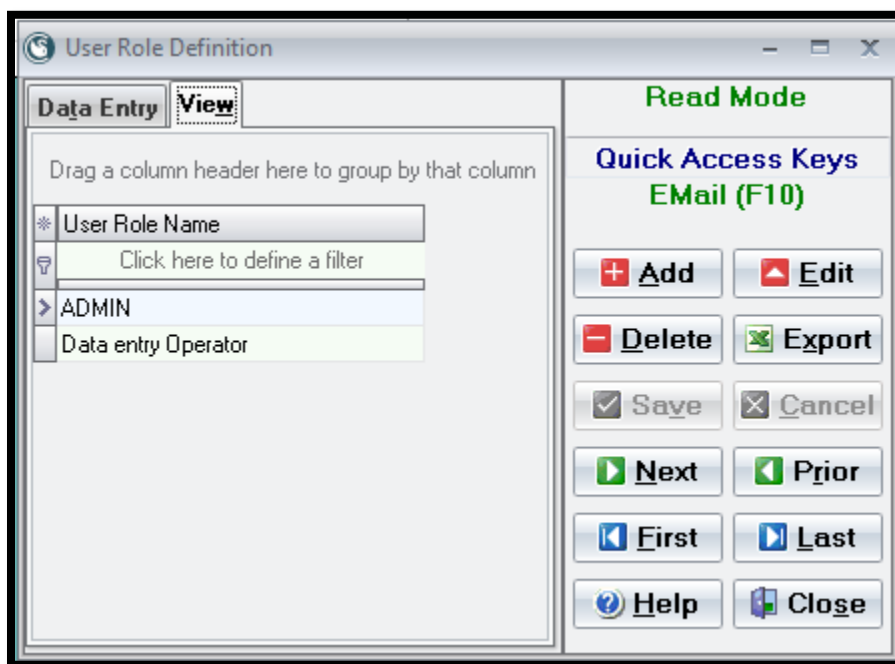 User Role Definition
Data Entry
View
Drag a column header here to group by that column
User Role Name
Click here to define a filter
ADMIN
Data entry Operator
Read Mode
Quick Access Keys
EMail (F10)
Add Edit
Delete Export
Save Cancel
Next Prior
First Last
Help Close